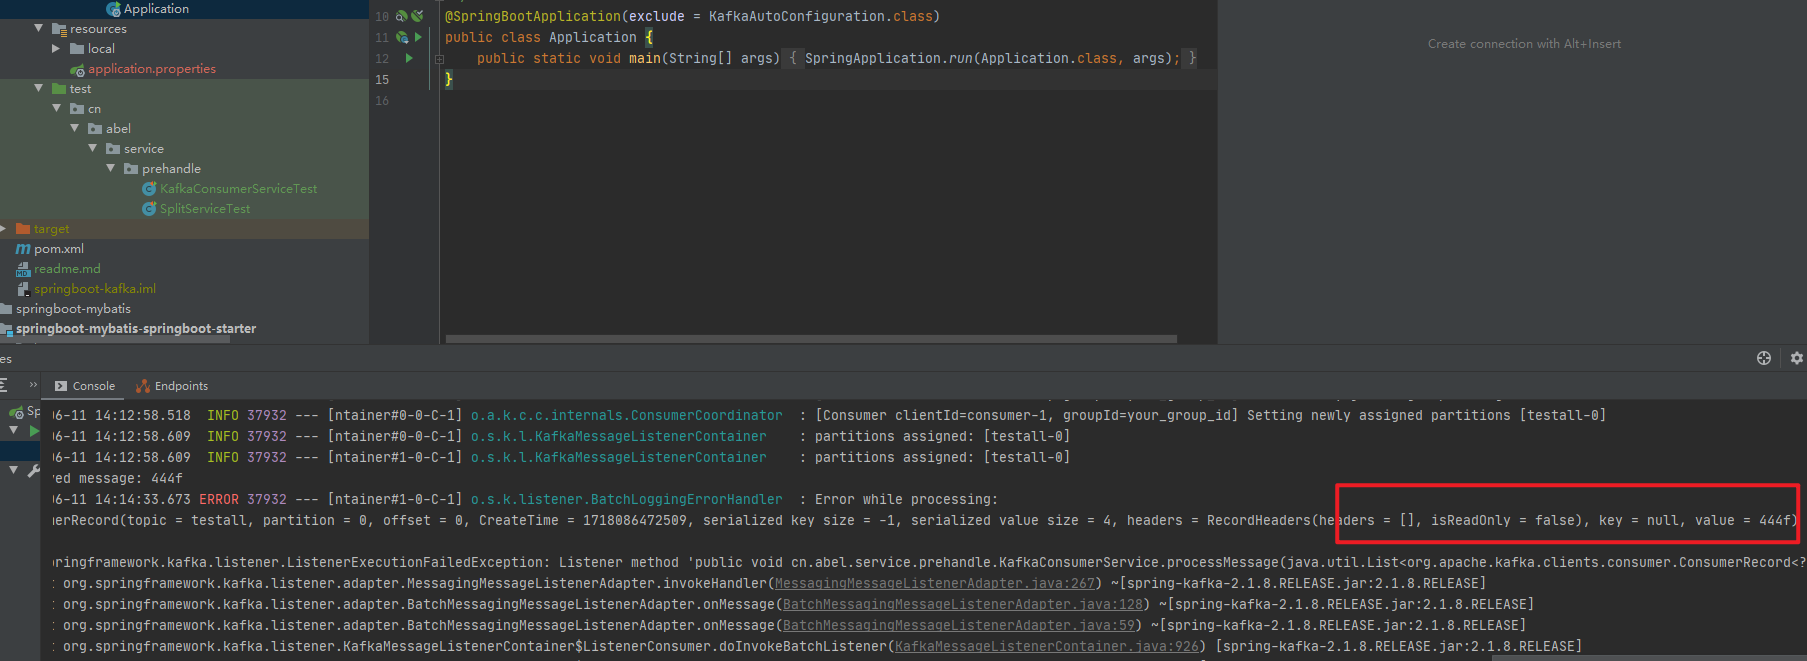 Application
resources
local
application.properties
test
cn
abel
service
prehandle
KafkaConsumerServiceTest
SplitServiceTest
target
pom.xml
readme.md
springboot-kafka.iml
springboot-mybatis
springboot-mybatis-springboot-starter
10 @SpringBootApplication(exclude = KafkaAutoConfiguration.class)
11 public class Application {
12 public static void main(String[] args) { SpringApplication.run(Application.class, args); }
15 }
16
Create connection with Alt+Insert
es
Console Endpoints
Sp
06-11 14:12:58.518 INFO 37932 --- [ntainer#0-0-C-1] o.a.k.c.c.internals.ConsumerCoordinator : [Consumer clientId=consumer-1, groupId=your_group_id] Setting newly assigned partitions [testall-0]
06-11 14:12:58.609 INFO 37932 --- [ntainer#0-0-C-1] o.s.k.l.KafkaMessageListenerContainer : partitions assigned: [testall-0]
06-11 14:12:58.609 INFO 37932 --- [ntainer#1-0-C-1] o.s.k.l.KafkaMessageListenerContainer : partitions assigned: [testall-0]
ved message: 444f
06-11 14:14:33.673 ERROR 37932 --- [ntainer#1-0-C-1] o.s.k.listener.BatchLoggingErrorHandler : Error while processing:
erRecord(topic = testall, partition = 0, offset = 0, CreateTime = 1718086472509, serialized key size = -1, serialized value size = 4, headers = RecordHeaders(headers = [], isReadOnly = false), key = null, value = 444f)
springframework.kafka.listener.ListenerExecutionFailedException: Listener method 'public void cn.abel.service.prehandle.KafkaConsumerService.processMessage(java.util.List<org.apache.kafka.clients.consumer.ConsumerRecord<?
: org.springframework.kafka.listener.adapter.MessagingMessageListenerAdapter.invokeHandler(MessagingMessageListenerAdapter.java:267) ~[spring-kafka-2.1.8.RELEASE.jar:2.1.8.RELEASE]
: org.springframework.kafka.listener.adapter.BatchMessagingMessageListenerAdapter.onMessage(BatchMessagingMessageListenerAdapter.java:128) ~[spring-kafka-2.1.8.RELEASE.jar:2.1.8.RELEASE]
: org.springframework.kafka.listener.adapter.BatchMessagingMessageListenerAdapter.onMessage(BatchMessagingMessageListenerAdapter.java:59) ~[spring-kafka-2.1.8.RELEASE.jar:2.1.8.RELEASE]
: org.springframework.kafka.listener.KafkaMessageListenerContainer$ListenerConsumer.doInvokeBatchListener(KafkaMessageListenerContainer.java:926) [spring-kafka-2.1.8.RELEASE.jar:2.1.8.RELEASE]